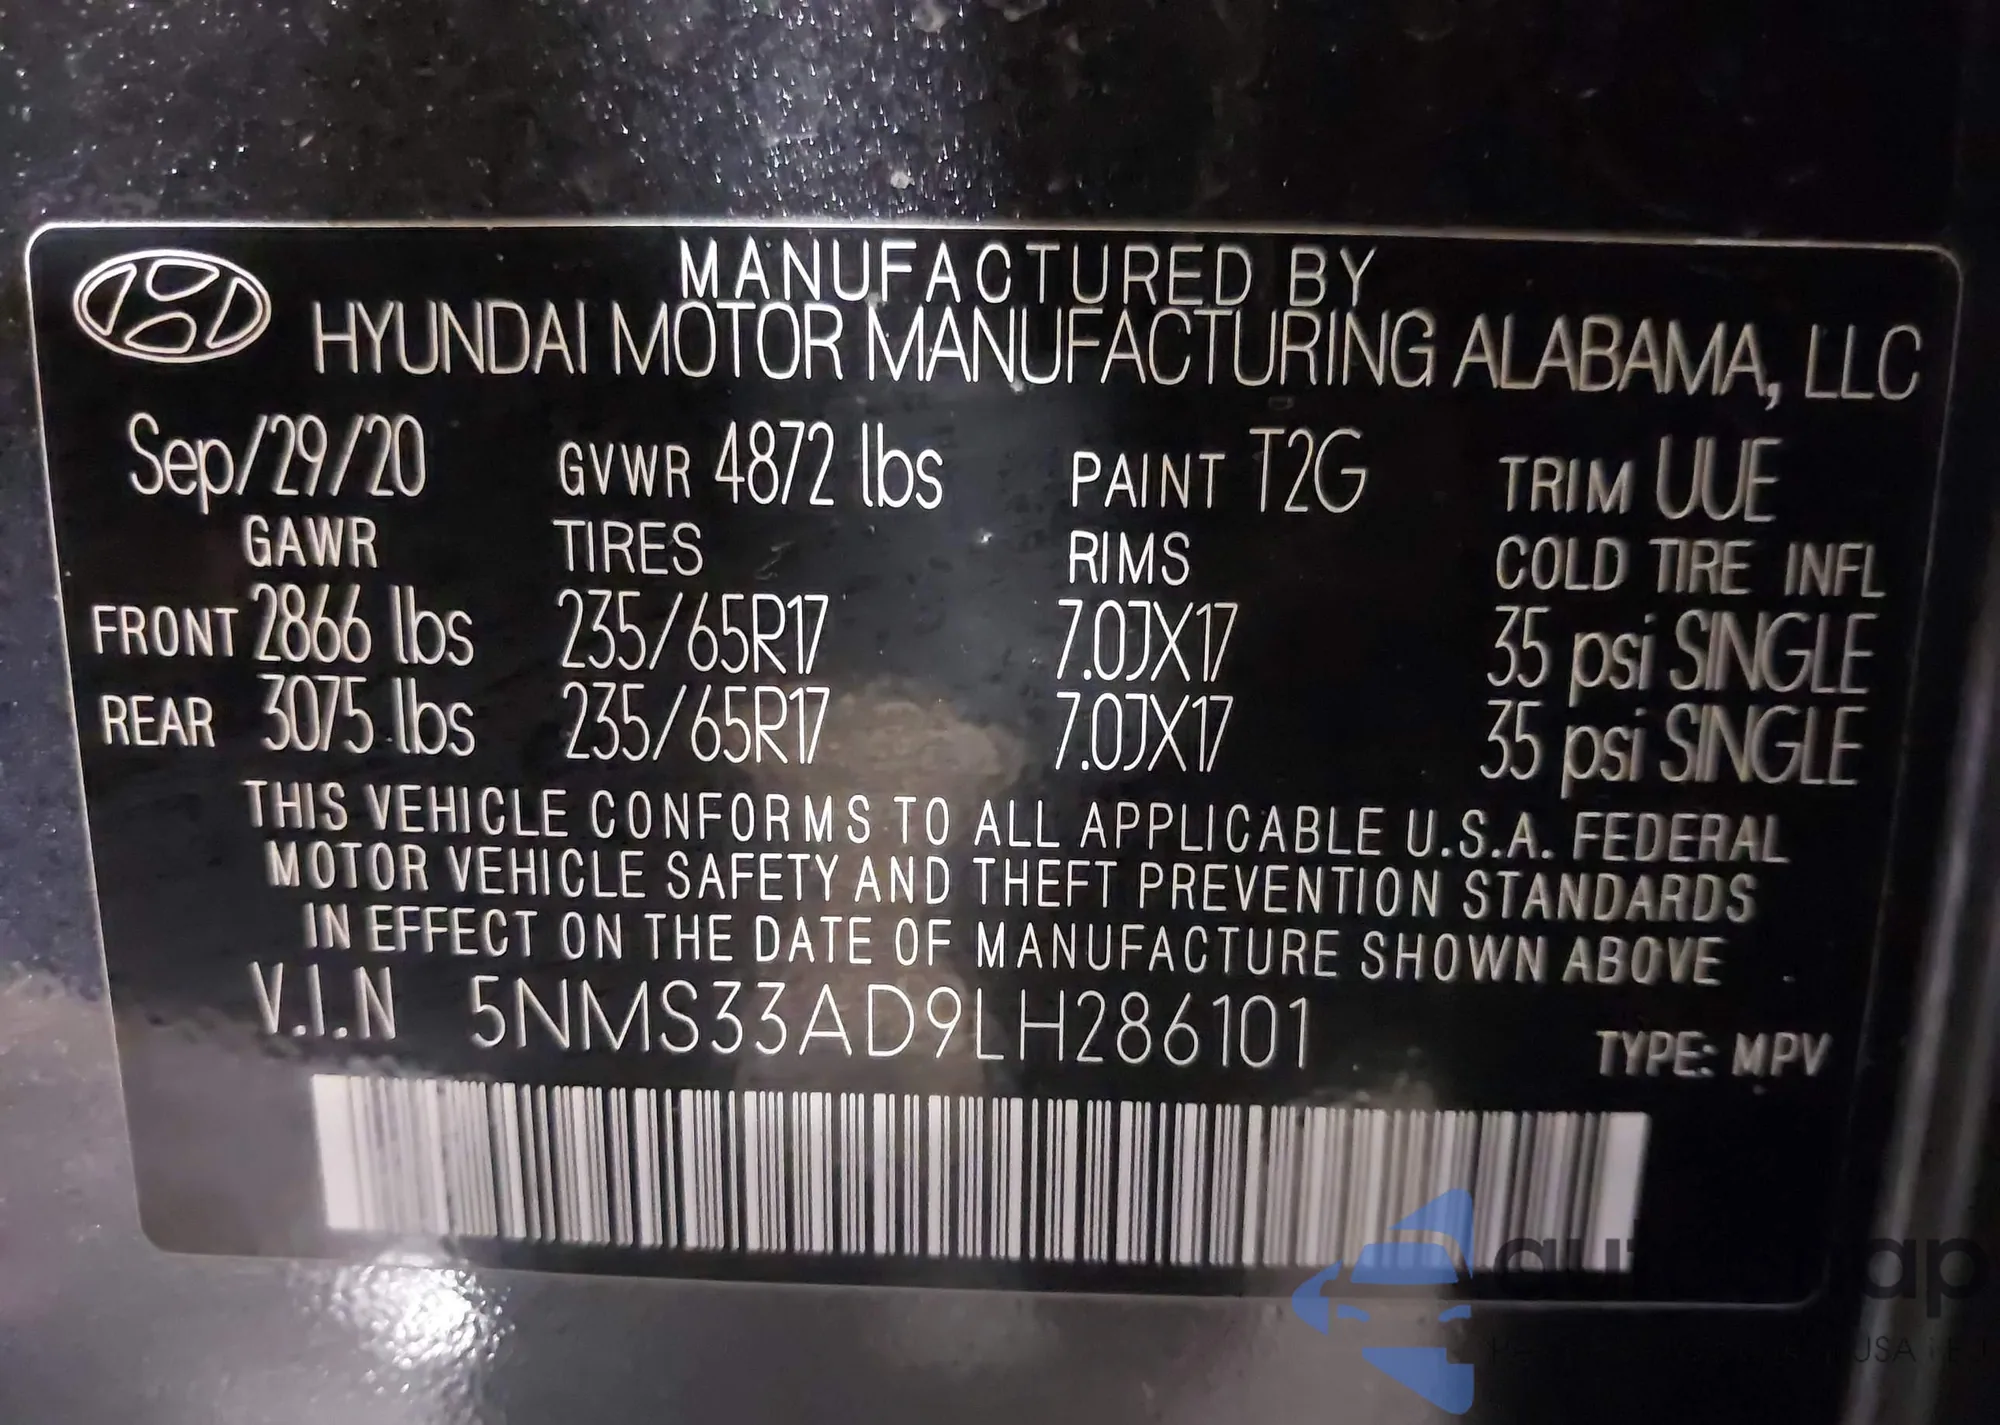 MANUFACTURED BY
HYUNDAI MOTOR MANUFACTURING ALABAMA, LLC
Sep/29/20 GVWR 4872 lbs PAINT T2G TRIM UUE
GAWR TIRES RIMS COLD TIRE INFL
FRONT 2866 lbs 235/65R17 7.0JX17 35 psi SINGLE
REAR 3075 lbs 235/65R17 7.0JX17 35 psi SINGLE
THIS VEHICLE CONFORMS TO ALL APPLICABLE U.S.A. FEDERAL
MOTOR VEHICLE SAFETY AND THEFT PREVENTION STANDARDS
IN EFFECT ON THE DATE OF MANUFACTURE SHOWN ABOVE .
V.I.N 5NMS33AD9LH286101 TYPE: MPV
USA i